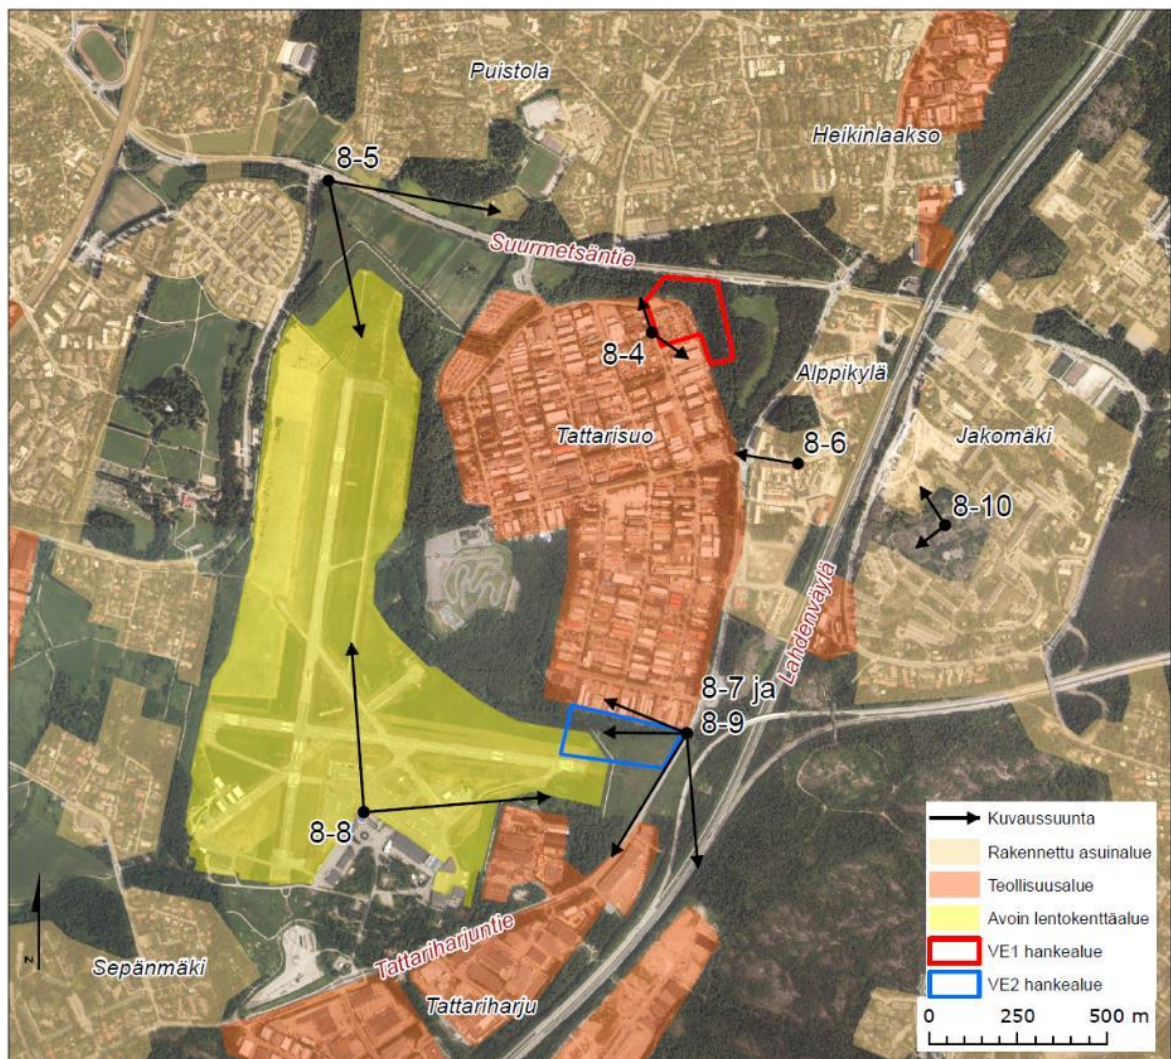 Puistola
Heikinlaakso
8-5
Suurmetsäntie
8-4
Alppikylä
Tattarisuo
8-6
Jakomäki
8-10
Lahdenväylä
8-7 ja
8-9
8-8
Tattariharjuntie
Sepänmäki
Tattariharju
N
Kuvaussuunta
Rakennettu asuinalue
Teollisuusalue
Avoin lentokenttäalue
VE1 hankealue
VE2 hankealue
0 250 500 m